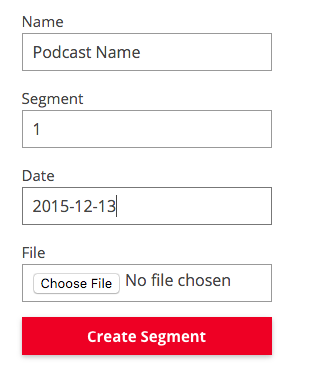 Name
Podcast Name
Segment
1
Date
2015-12-13
File
Choose File No file chosen
Create Segment